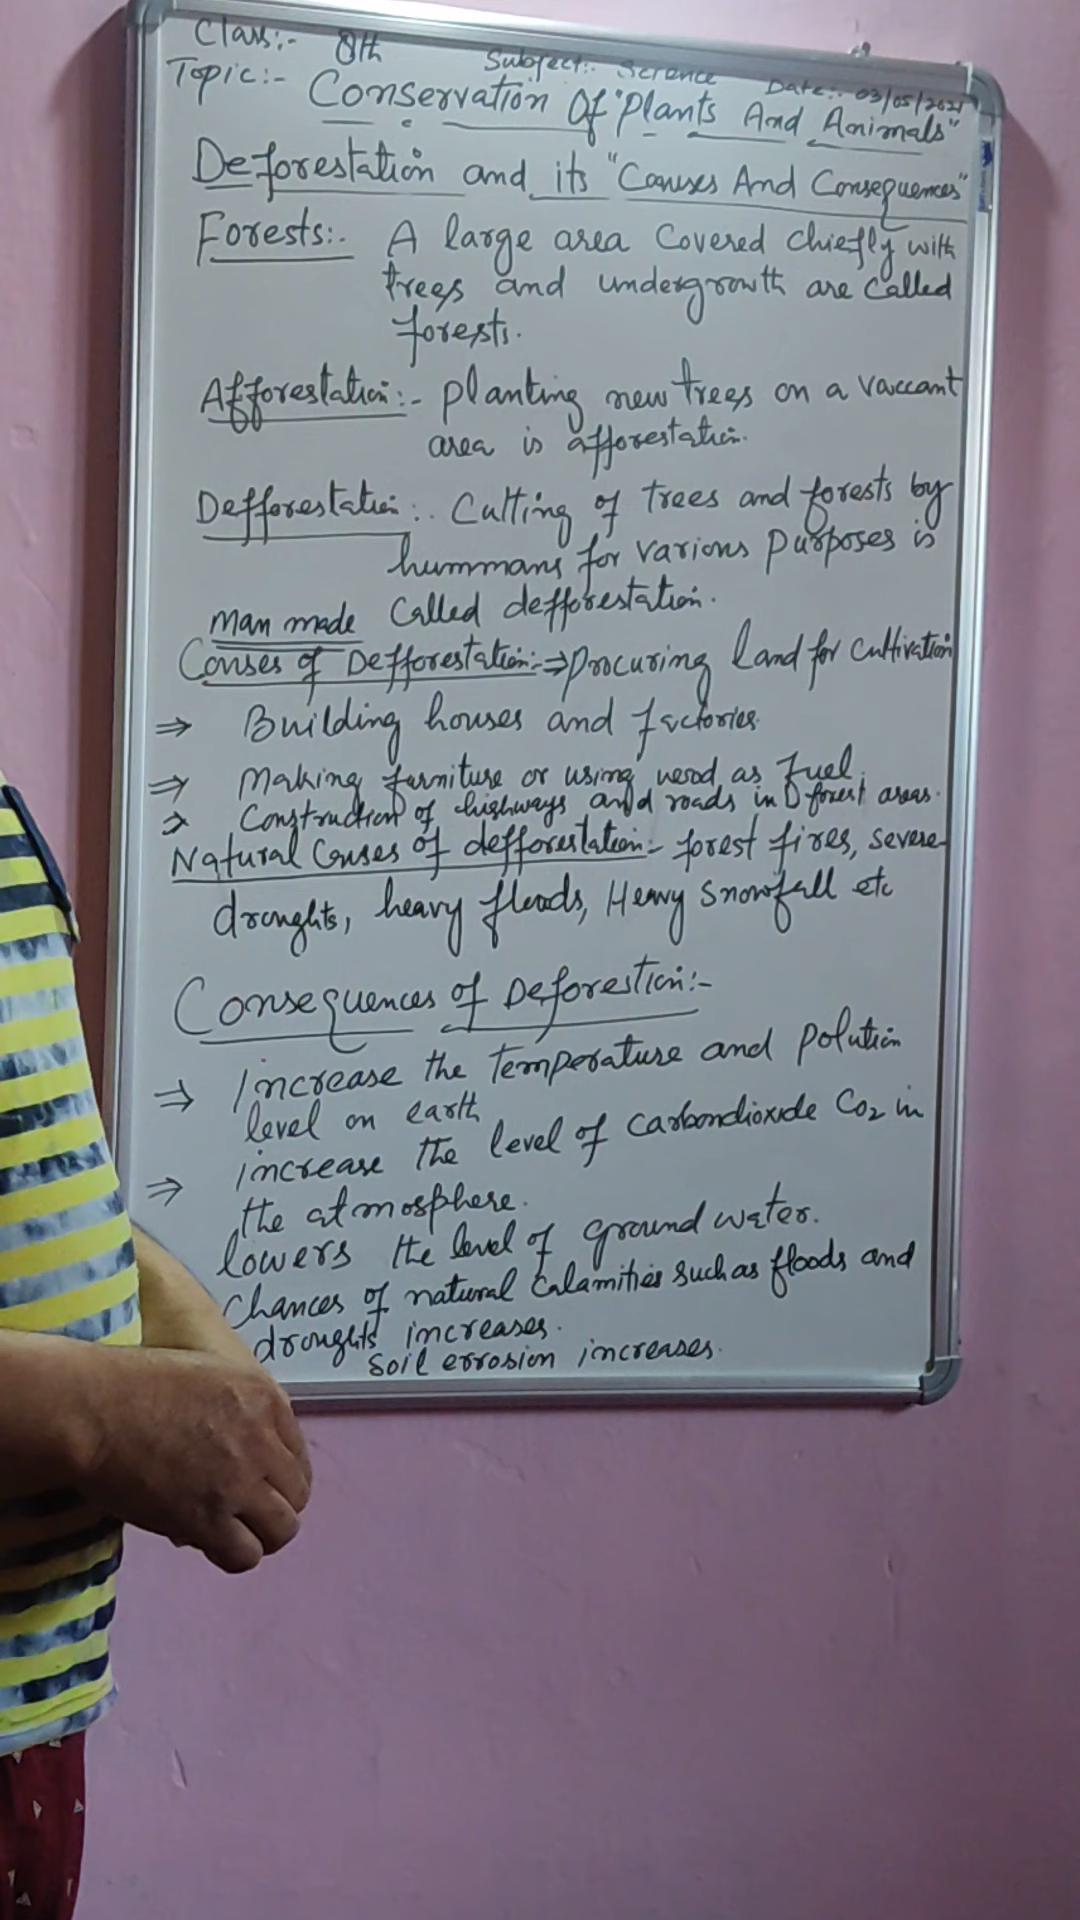 Class:- 8th Subject:- Science Date:- 03/05/2021
Topic:- Conservation Of "Plants And Animals"
Deforestation and its "Causes And Consequences"
Forests:- A large area Covered chiefly with
trees and undergrowth are Called
forests.
Afforestation:- planting new trees on a vaccant
area is afforestation.
Defforestation:- Cutting of trees and forests by
hummans for various purposes is
Called defforestation.
Man made
Causes of Defforestation:- ⇒ procuring land for cultivation
⇒ Building houses and factories.
⇒ Making furniture or using wood as fuel.
⇒ Construction of highways and roads in forest areas.
Natural Causes of defforestation:- forest fires, severe
droughts, heavy floods, Heavy snowfall etc
Consequences of Deforestion:-
⇒ Increase the temperature and polution
level on earth
⇒ increase the level of carbondioxide CO2 in
the atmosphere.
lowers the level of ground water.
Chances of natural Calamities such as floods and
droughts increases.
Soil errosion increases.